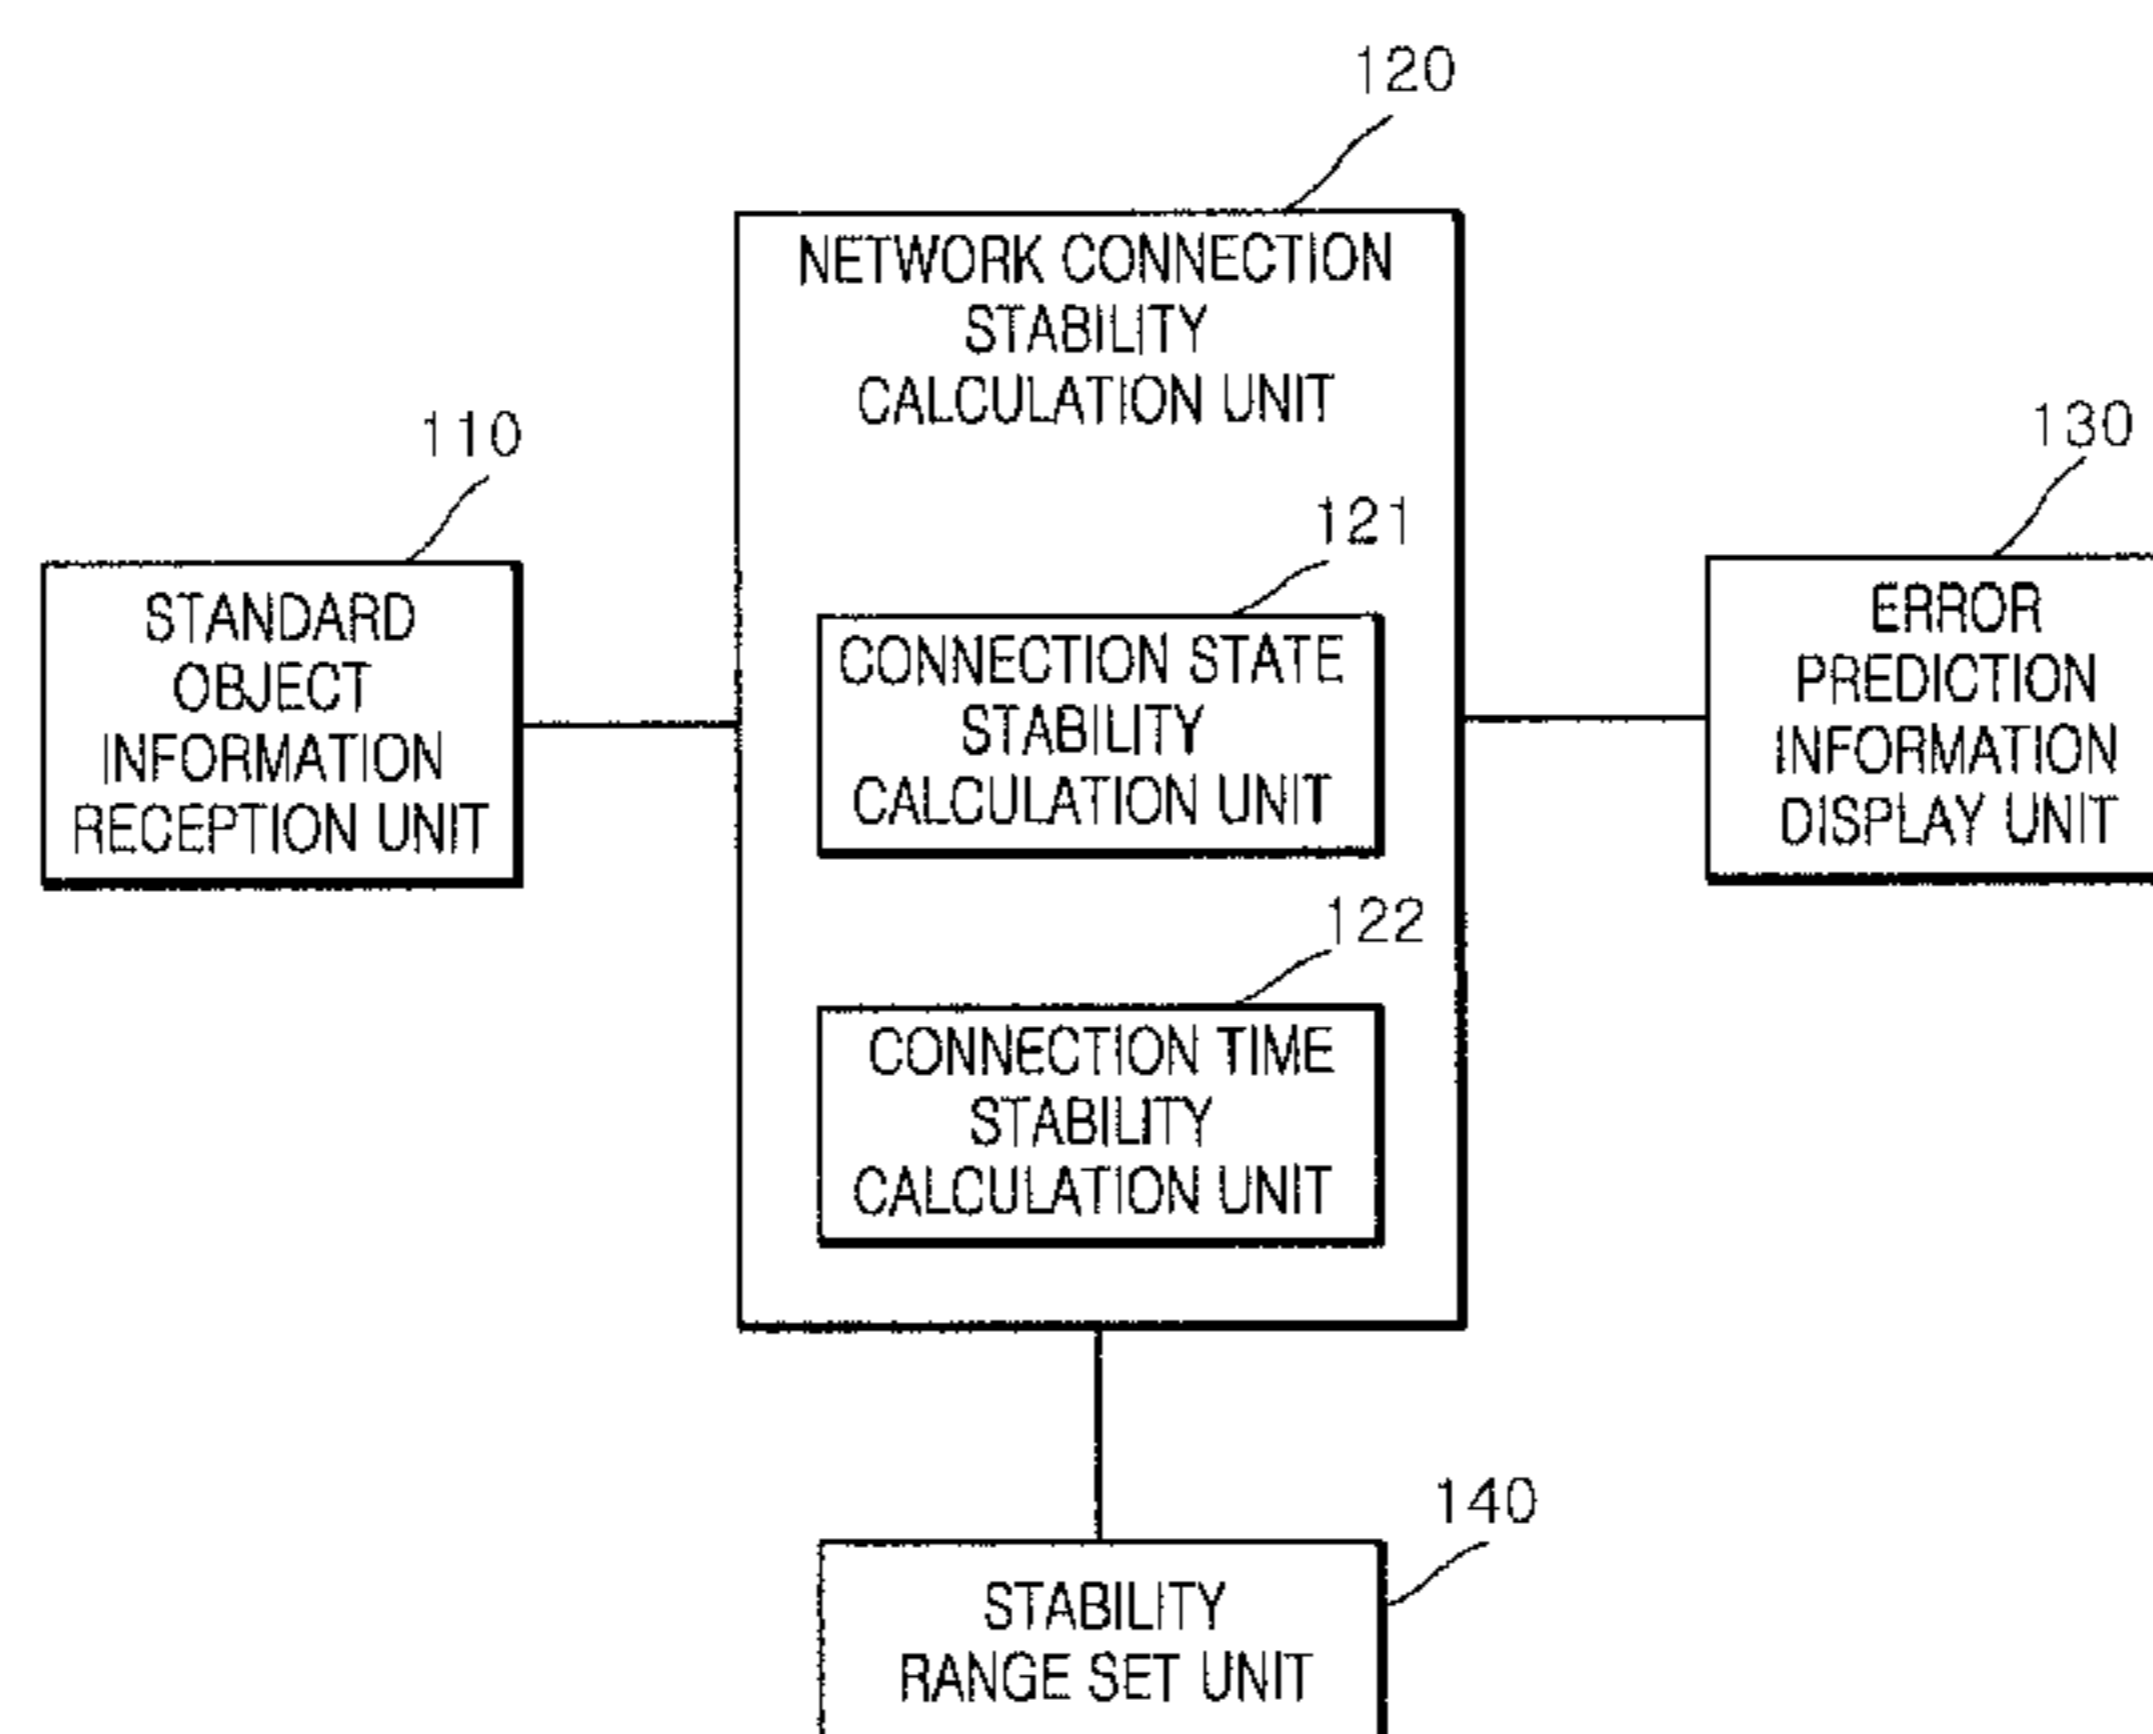 120
NETWORK CONNECTION
STABILITY
CALCULATION UNIT
110
STANDARD
OBJECT
INFORMATION
RECEPTION UNIT
121
CONNECTION STATE
STABILITY
CALCULATION UNIT
122
CONNECTION TIME
STABILITY
CALCULATION UNIT
130
ERROR
PREDICTION
INFORMATION
DISPLAY UNIT
140
STABILITY
RANGE SET UNIT